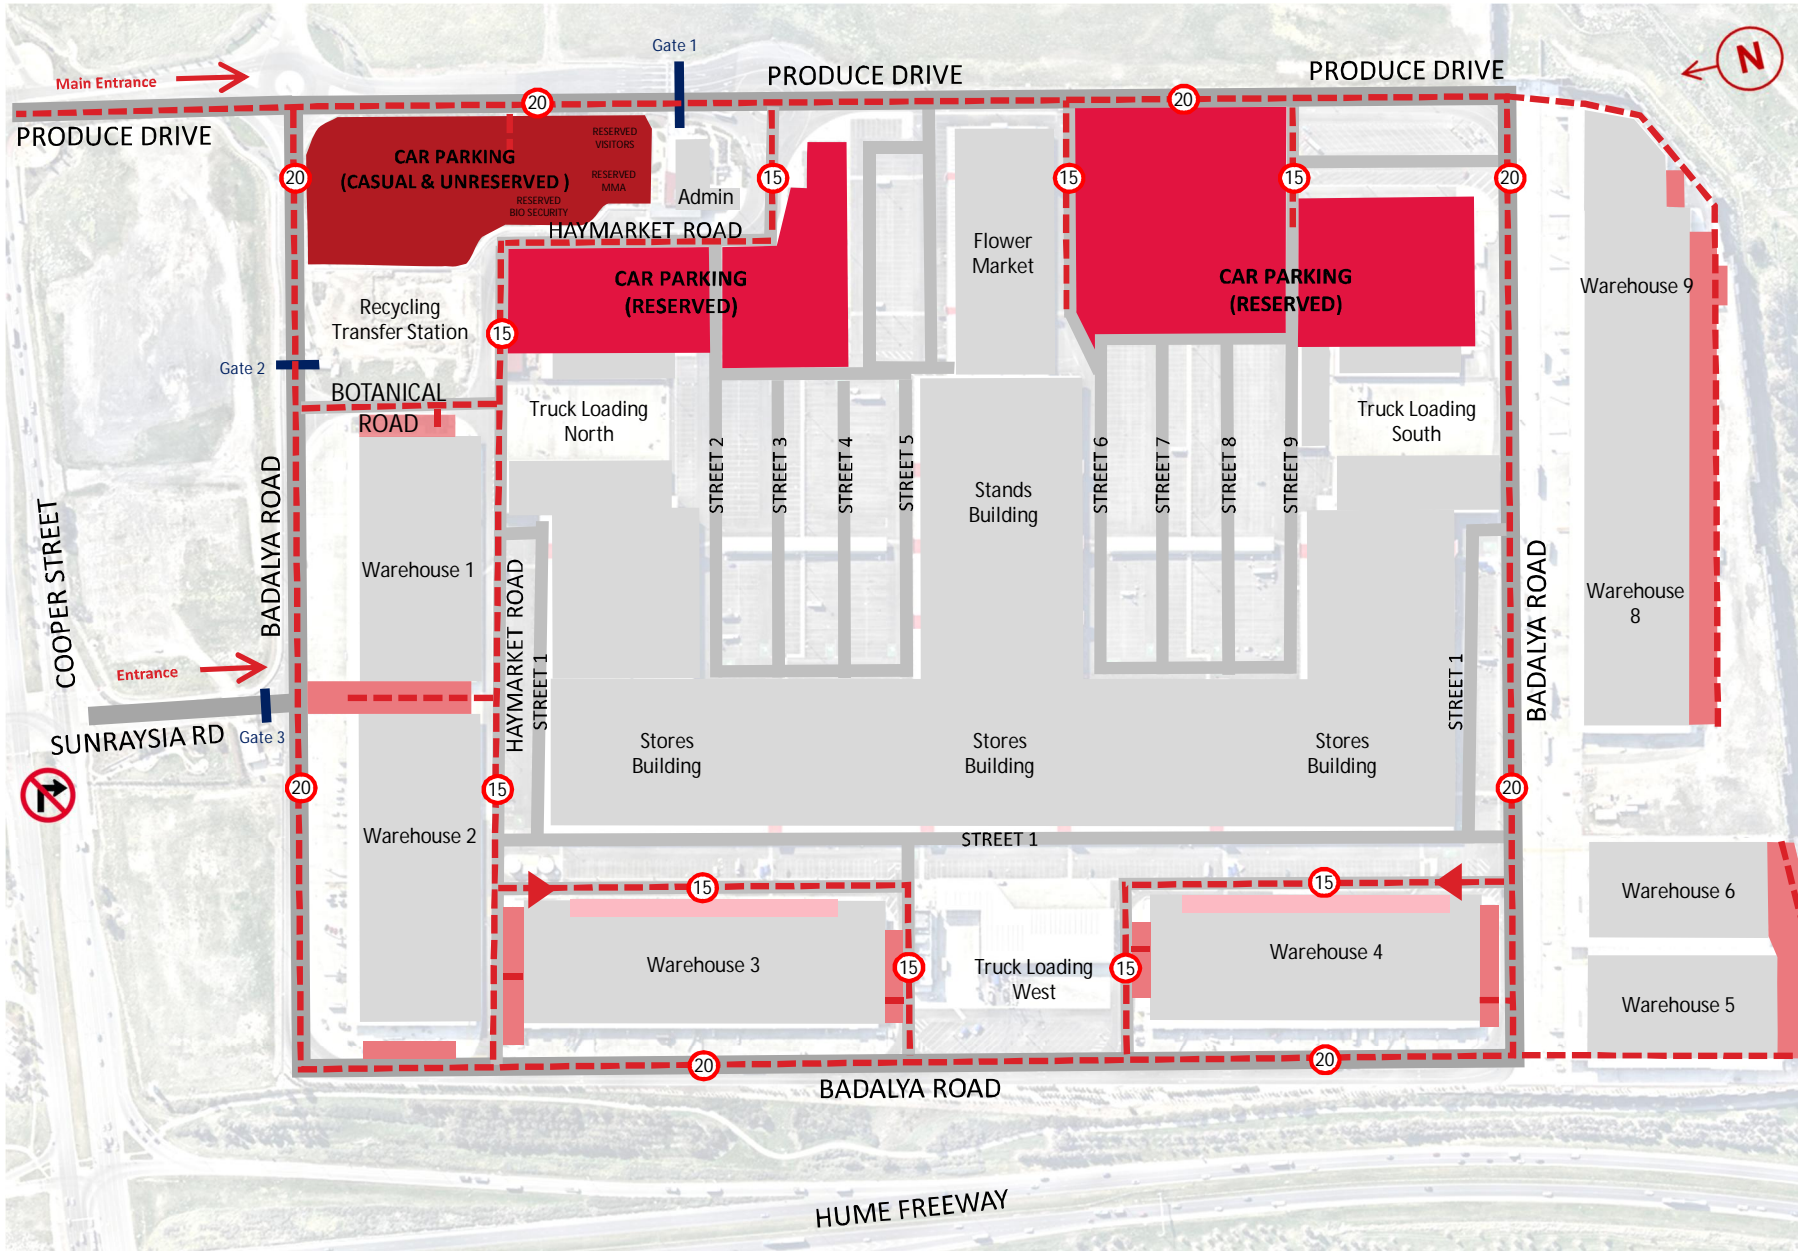 Gate 1
N
PRODUCE DRIVE
PRODUCE DRIVE
Main Entrance
20
20
PRODUCE DRIVE
RESERVED
VISITORS
CAR PARKING
(CASUAL & UNRESERVED )
RESERVED
MMA
RESERVED
BIO SECURITY
20
15
15
15
20
Admin
HAYMARKET ROAD
Flower
Market
CAR PARKING
(RESERVED)
CAR PARKING
(RESERVED)
Warehouse 9
Recycling
Transfer Station
15
Gate 2
BOTANICAL
ROAD
Truck Loading
North
Truck Loading
South
STREET 2
STREET 3
STREET 4
STREET 5
STREET 6
STREET 7
STREET 8
STREET 9
Stands
Building
COOPER STREET
BADALYA ROAD
Warehouse 1
HAYMARKET ROAD
STREET 1
STREET 1
BADALYA ROAD
Warehouse
8
Entrance
SUNRAYSIA RD
Gate 3
Stores
Building
Stores
Building
Stores
Building
20
15
20
Warehouse 2
STREET 1
15
15
Warehouse 6
Warehouse 3
15
Truck Loading
West
15
Warehouse 4
Warehouse 5
20
20
BADALYA ROAD
HUME FREEWAY